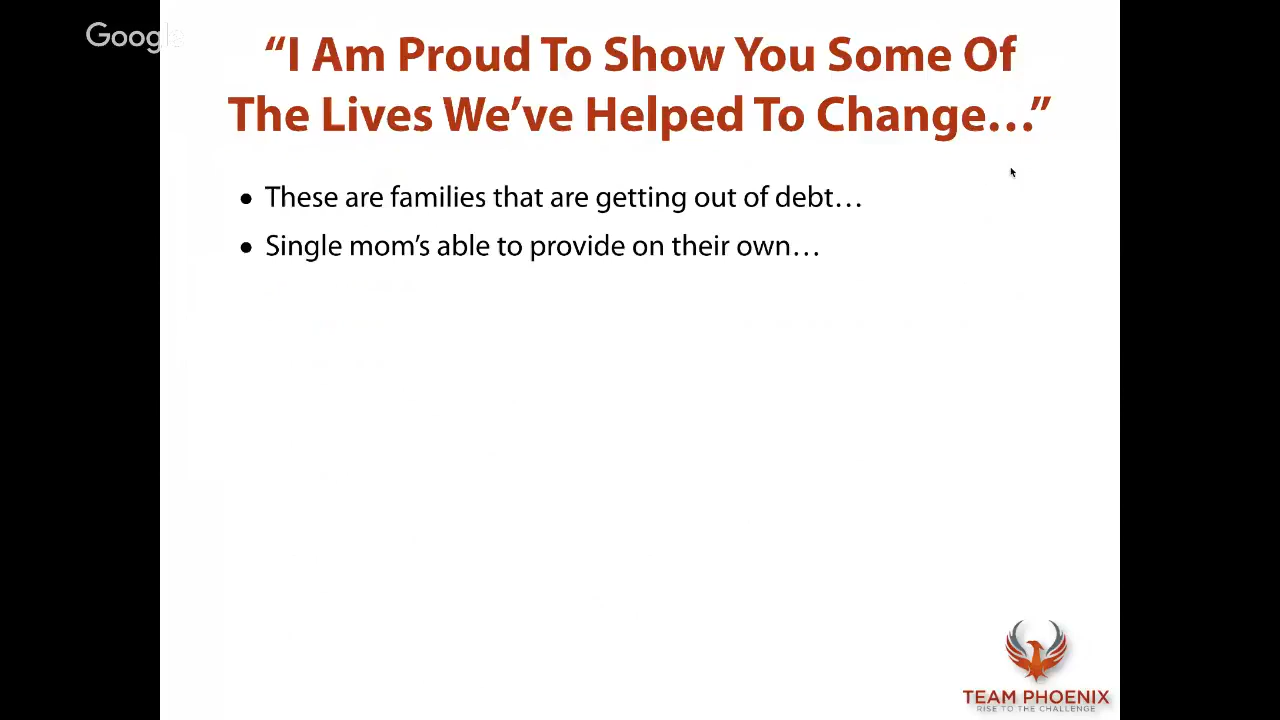 Google
“I Am Proud To Show You Some Of
The Lives We’ve Helped To Change…”
• These are families that are getting out of debt…
• Single mom’s able to provide on their own…
TEAM PHOENIX
RISE TO THE CHALLENGE